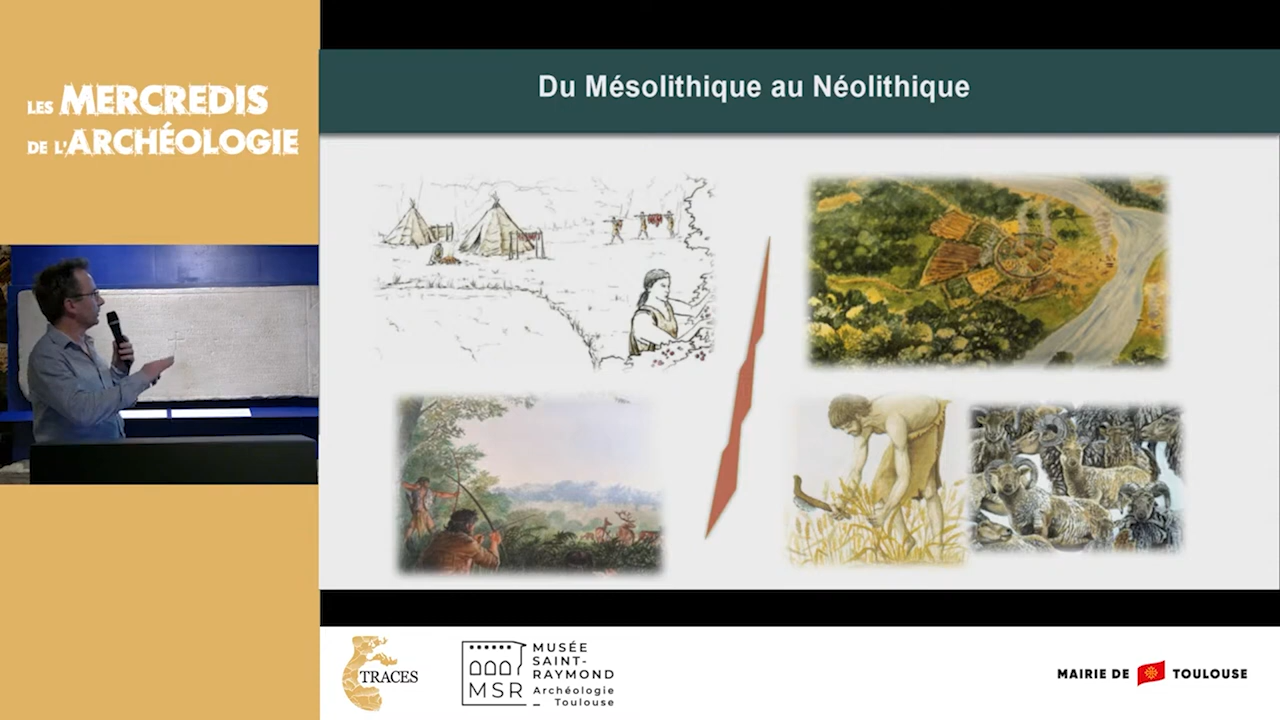 LES MERCREDIS
DE L'ARCHÉOLOGIE
Du Mésolithique au Néolithique
TRACES
MSR
MUSÉE
SAINT-
RAYMOND
Archéologie
Toulouse
MAIRIE DE TOULOUSE